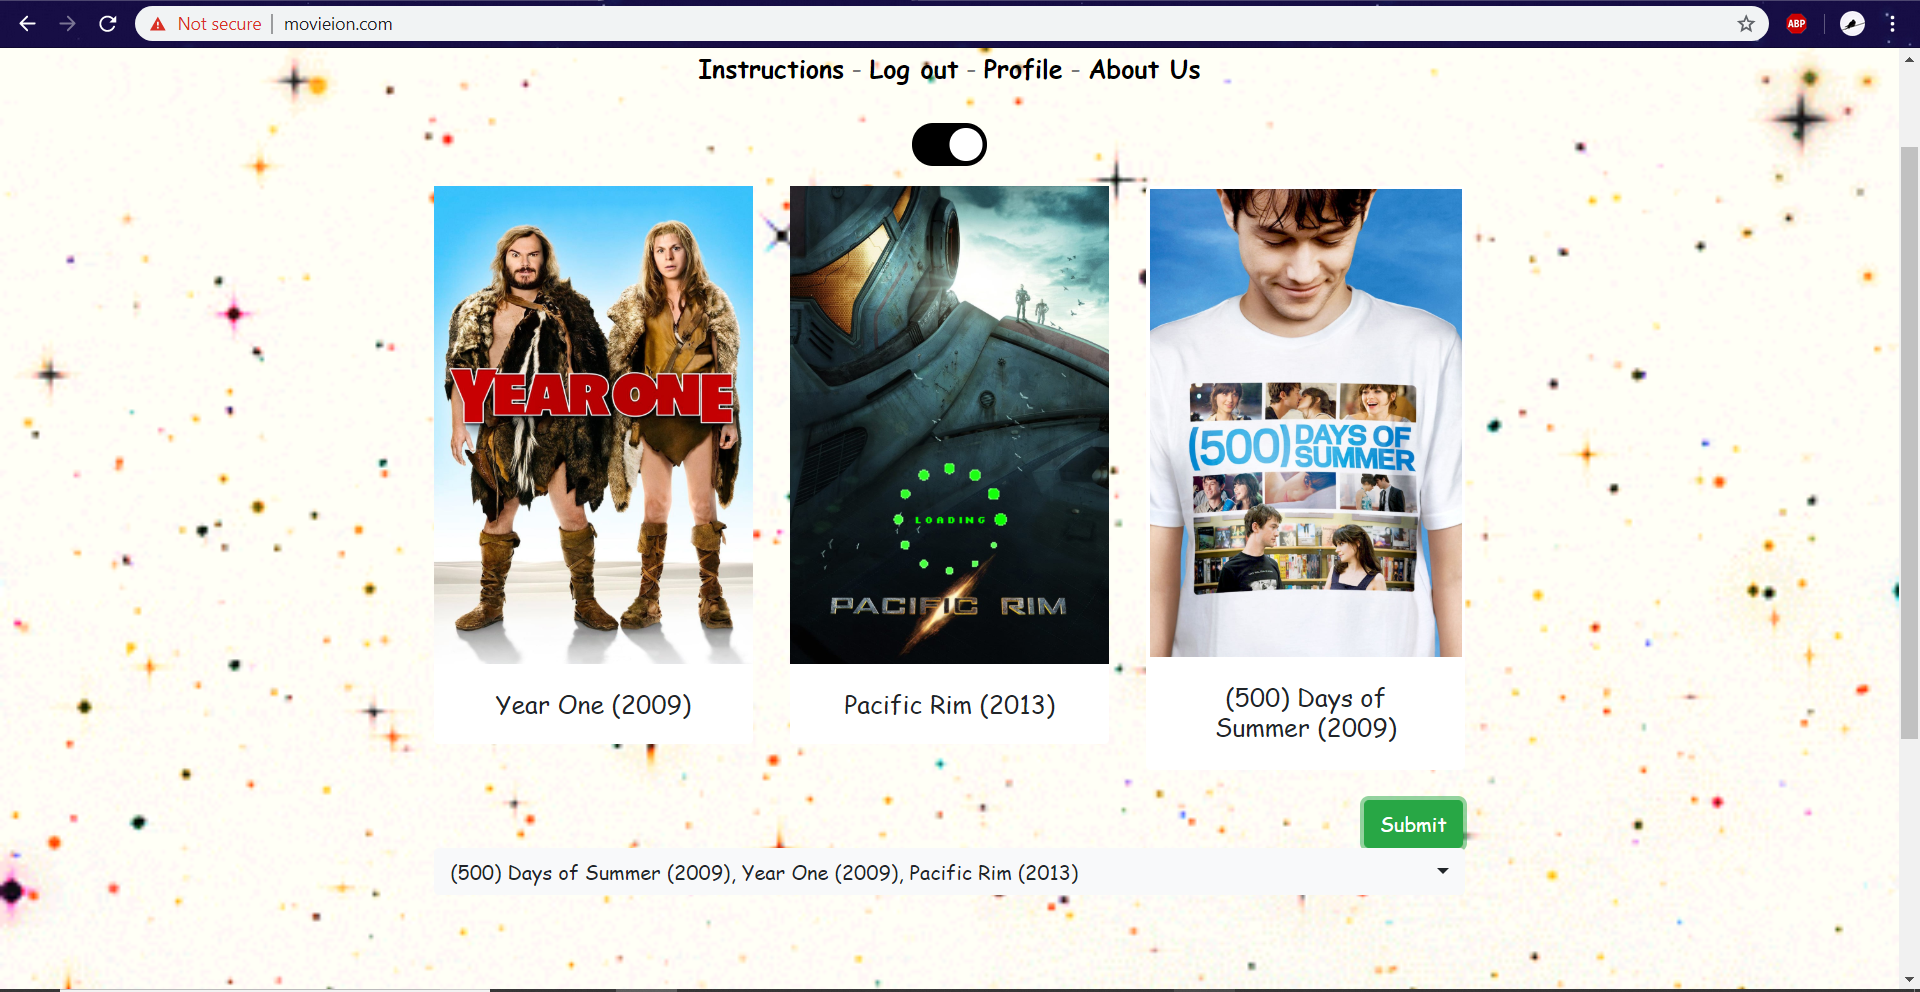 Not secure | movieion.com
ABP
Instructions - Log out - Profile - About Us
YEAR ONE
LOADING
PACIFIC RIM
(500) DAYS OF
SUMMER
Year One (2009)
Pacific Rim (2013)
(500) Days of
Summer (2009)
Submit
(500) Days of Summer (2009), Year One (2009), Pacific Rim (2013)